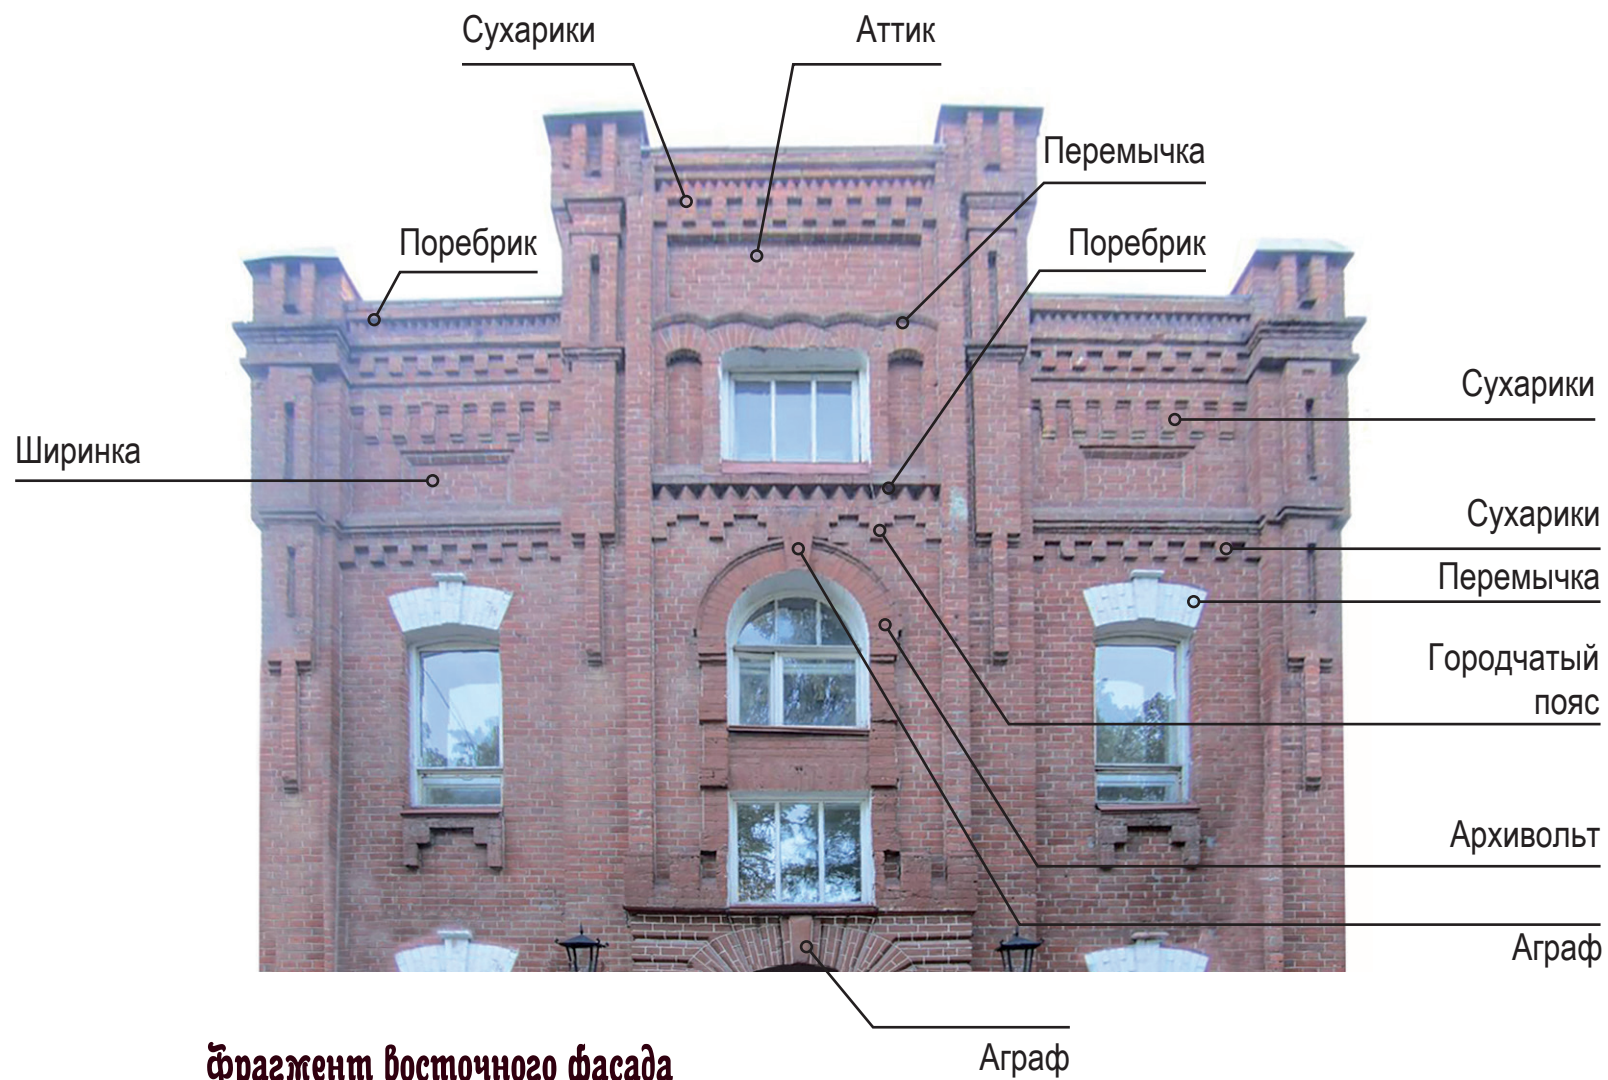 Сухарики
Аттик
Перемычка
Поребрик
Поребрик
Сухарики
Ширинка
Сухарики
Перемычка
Городчатый
пояс
Архивольт
Аграф
Аграф
Фрагмент восточного фасада